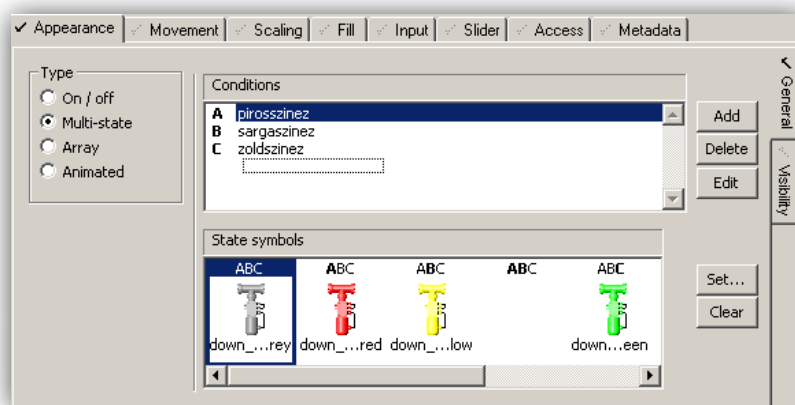 Appearance Movement Scaling Fill Input Slider Access Metadata
General
Visibility
Type
On / off
Multi-state
Array
Animated
Conditions
A pirosszinez
B sargaszinez
C zoldszinez
Add
Delete
Edit
State symbols
ABC ABC ABC ABC ABC
down_...rey down_...red down_...low down...een
Set...
Clear